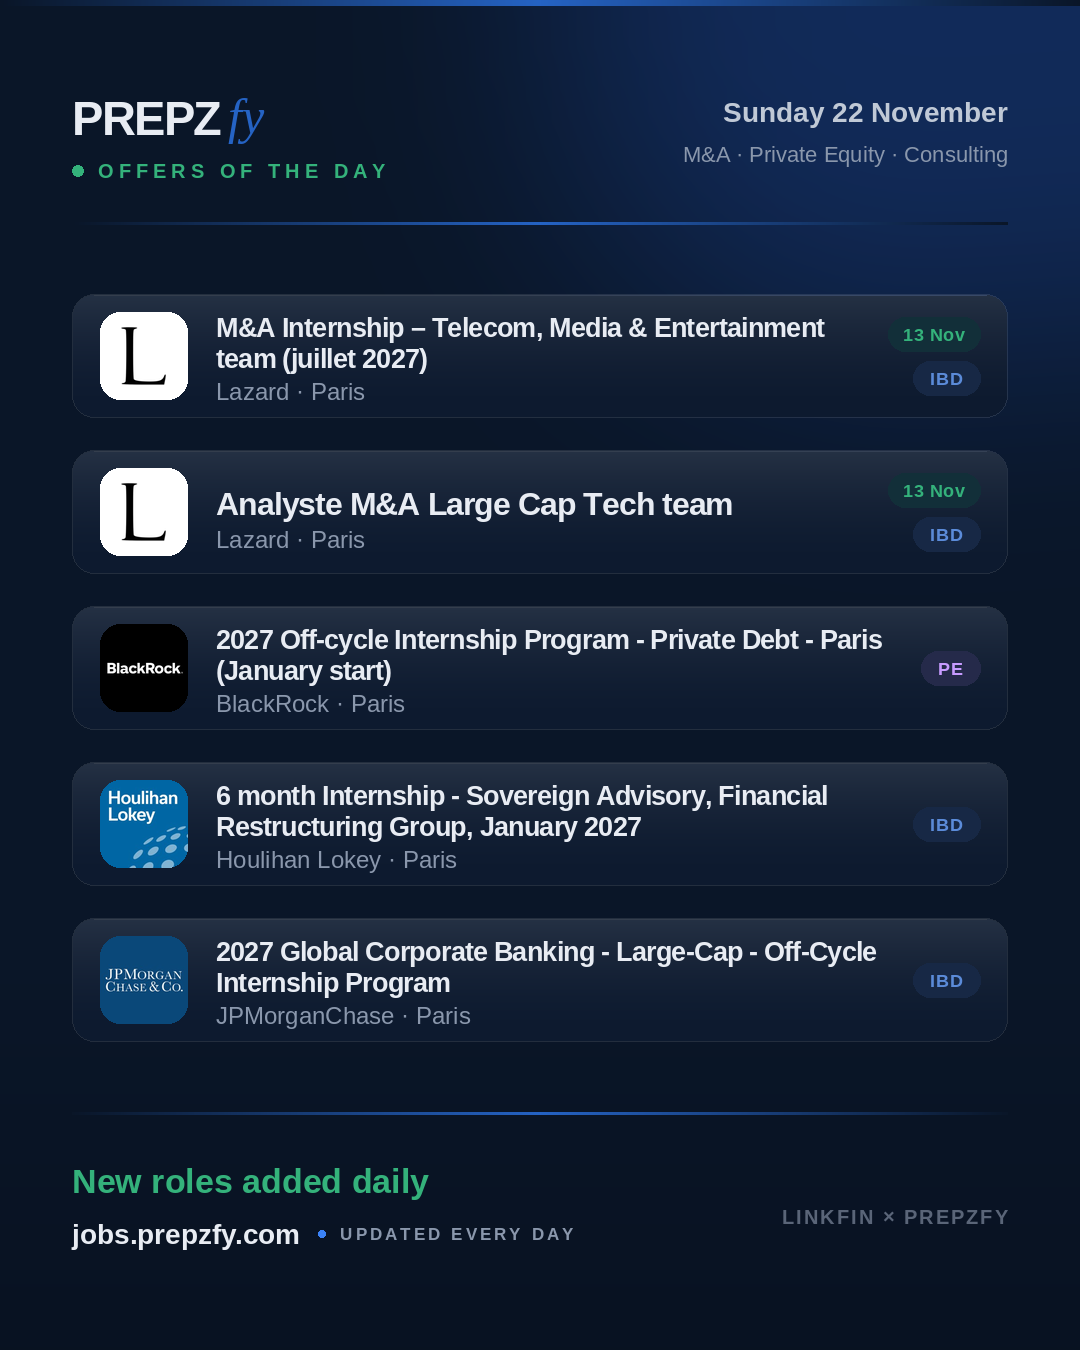 PREPZ fy
OFFERS OF THE DAY
Sunday 22 November
M&A · Private Equity · Consulting
L
M&A Internship – Telecom, Media & Entertainment
team (juillet 2027)
Lazard · Paris
13 Nov
IBD
L
Analyste M&A Large Cap Tech team
Lazard · Paris
13 Nov
IBD
BlackRock.
2027 Off-cycle Internship Program - Private Debt - Paris
(January start)
BlackRock · Paris
PE
Houlihan
Lokey
6 month Internship - Sovereign Advisory, Financial
Restructuring Group, January 2027
Houlihan Lokey · Paris
IBD
JPMORGAN
CHASE & CO.
2027 Global Corporate Banking - Large-Cap - Off-Cycle
Internship Program
JPMorganChase · Paris
IBD
New roles added daily
jobs.prepzfy.com • UPDATED EVERY DAY
LINKFIN × PREPZFY